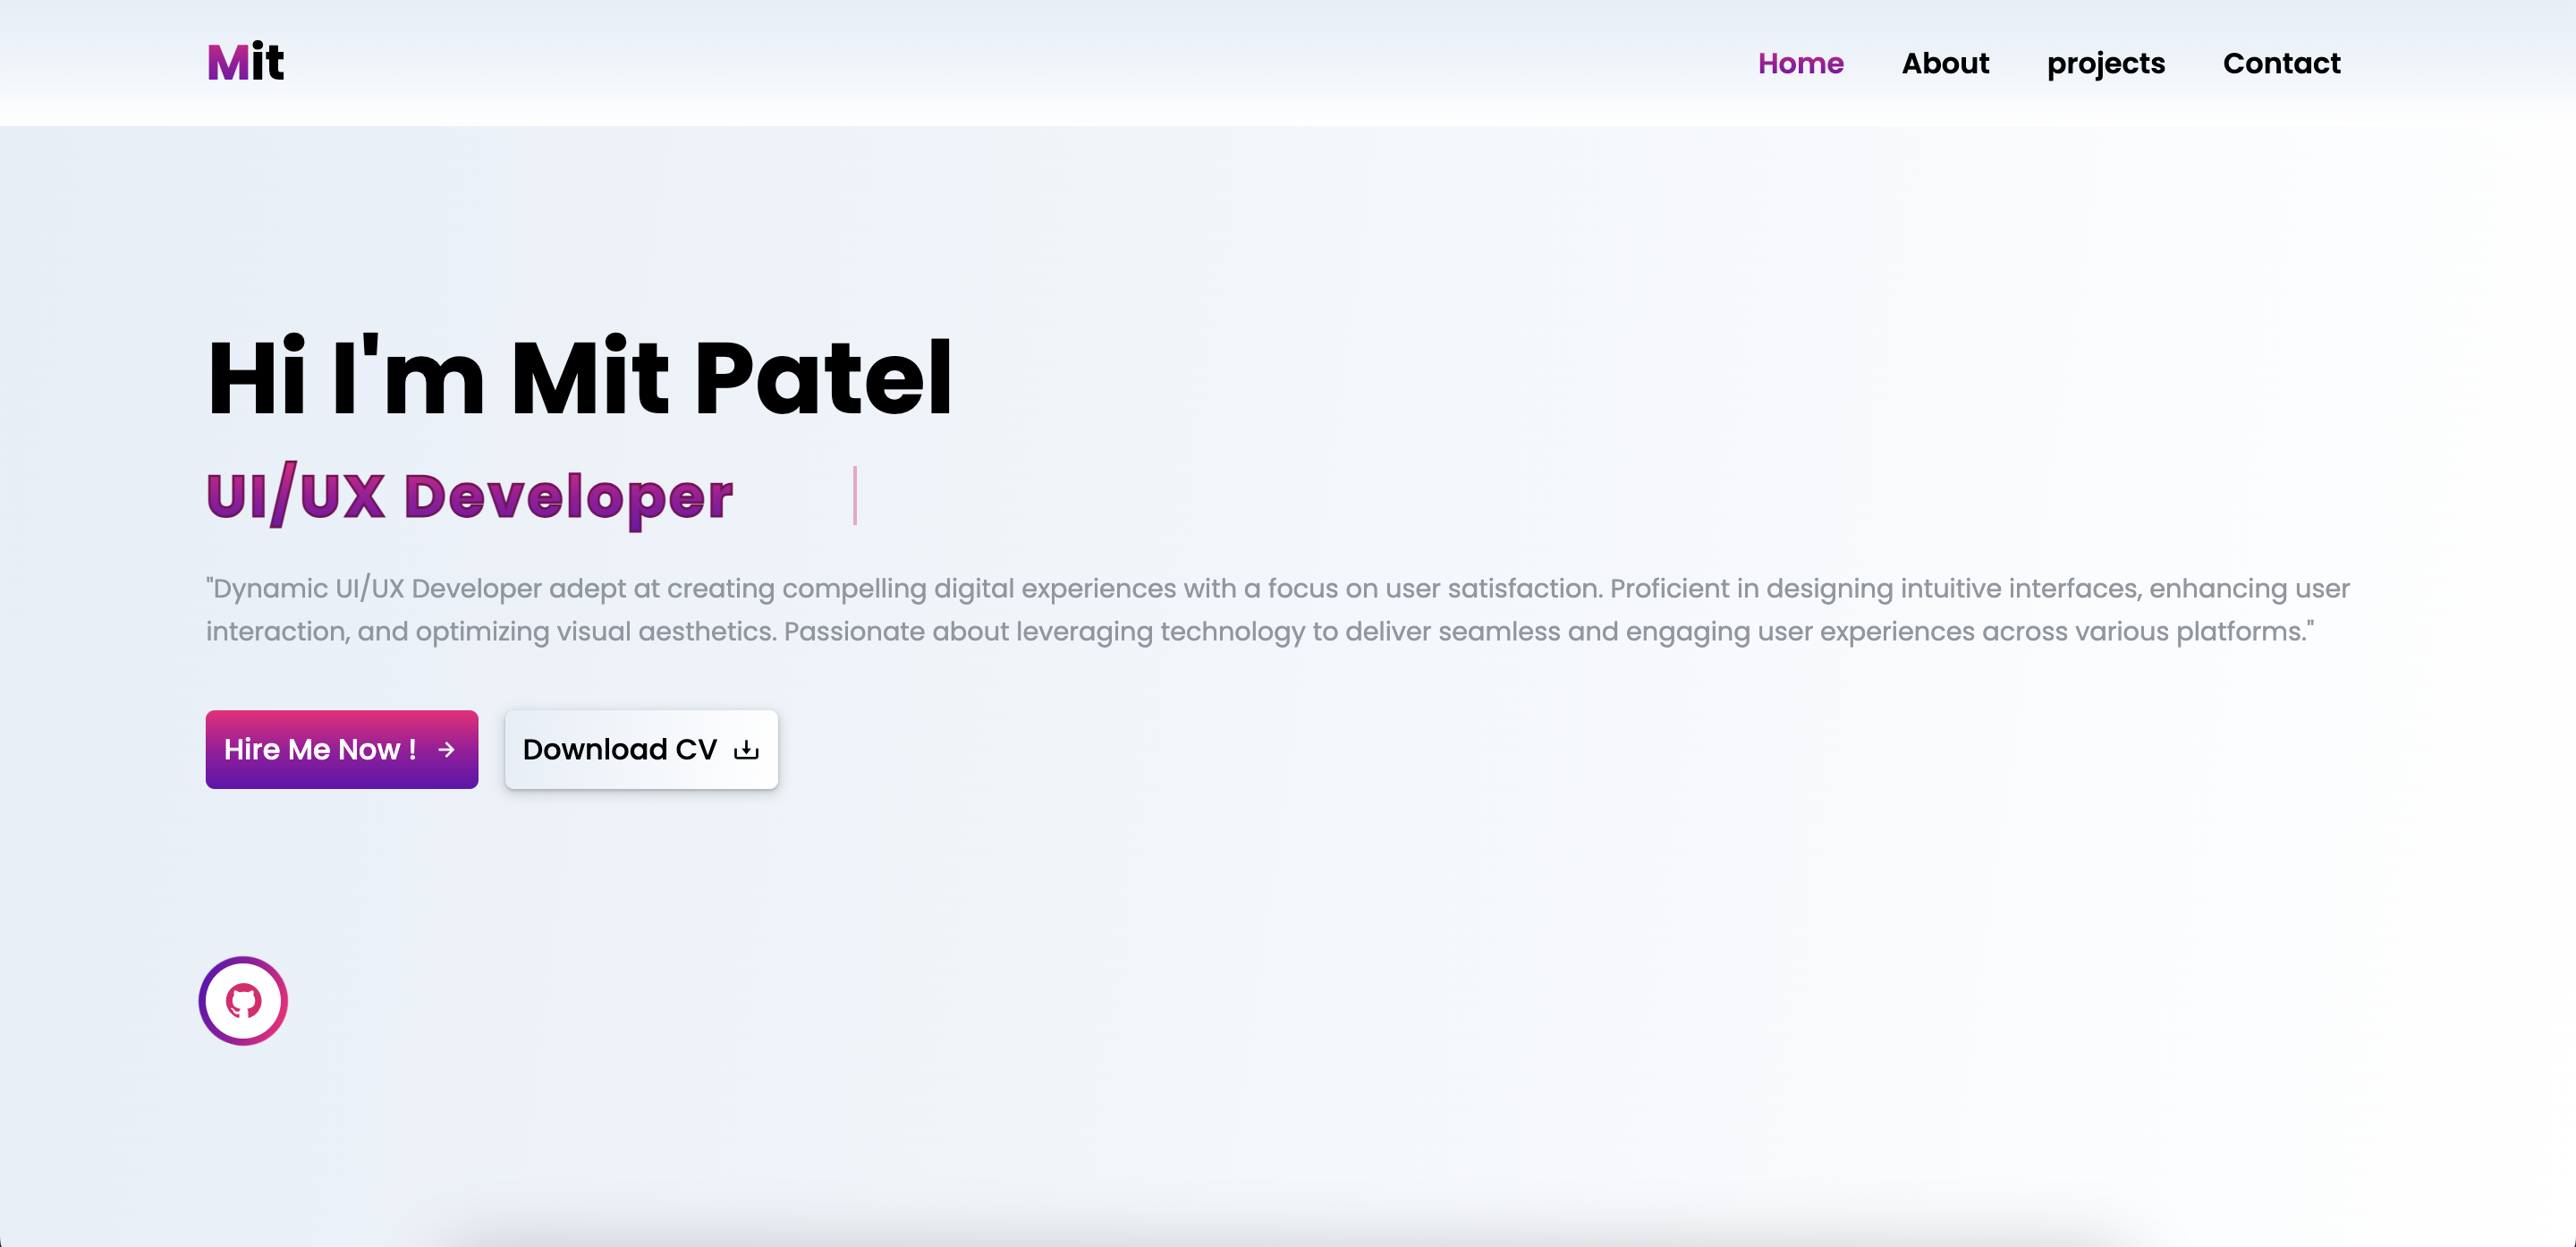 Mit
Home About projects Contact
Hi I'm Mit Patel
UI/UX Developer
"Dynamic UI/UX Developer adept at creating compelling digital experiences with a focus on user satisfaction. Proficient in designing intuitive interfaces, enhancing user
interaction, and optimizing visual aesthetics. Passionate about leveraging technology to deliver seamless and engaging user experiences across various platforms."
Hire Me Now ! Download CV